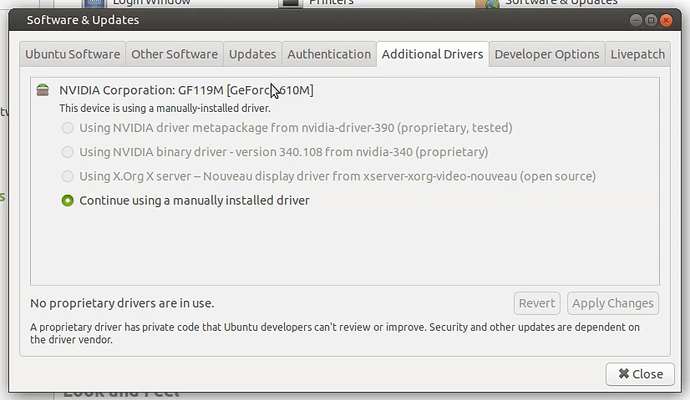 Login Window
Printers
Software & Updates
Software & Updates
Ubuntu Software
Other Software
Updates
Authentication
Additional Drivers
Developer Options
Livepatch
NVIDIA Corporation: GF119M [GeForce 610M]
This device is using a manually-installed driver.
Using NVIDIA driver metapackage from nvidia-driver-390 (proprietary, tested)
Using NVIDIA binary driver - version 340.108 from nvidia-340 (proprietary)
Using X.Org X server -- Nouveau display driver from xserver-xorg-video-nouveau (open source)
Continue using a manually installed driver
No proprietary drivers are in use.
Revert
Apply Changes
A proprietary driver has private code that Ubuntu developers can't review or improve. Security and other updates are dependent on
the driver vendor.
Close
Look and Feel